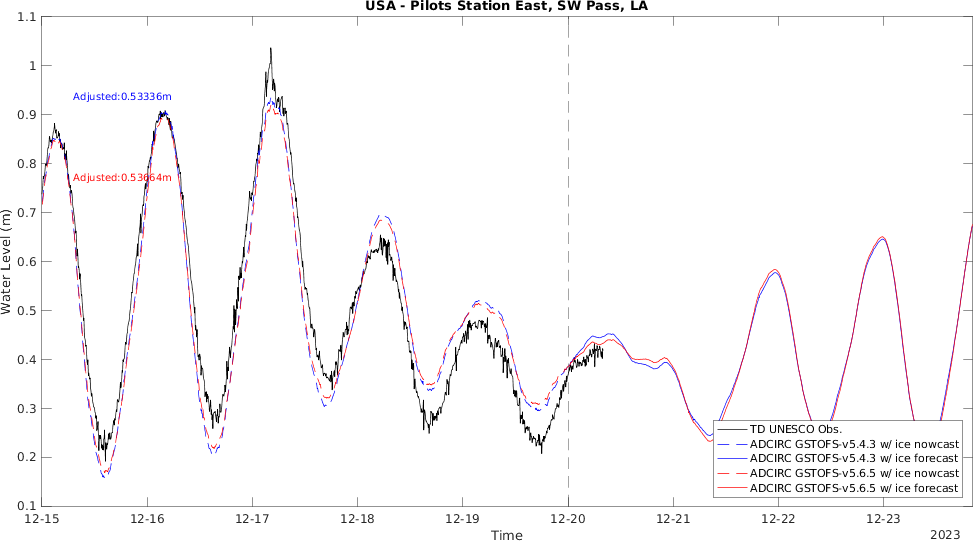 USA - Pilots Station East, SW Pass, LA
1.1
1
0.9
0.8
0.7
0.6
0.5
0.4
0.3
0.2
0.1
Water Level (m)
Adjusted:0.53336m
Adjusted:0.53664m
TD UNESCO Obs.
ADCIRC GSTOFS-v5.4.3 w/ ice nowcast
ADCIRC GSTOFS-v5.4.3 w/ ice forecast
ADCIRC GSTOFS-v5.6.5 w/ ice nowcast
ADCIRC GSTOFS-v5.6.5 w/ ice forecast
12-15 12-16 12-17 12-18 12-19 12-20 12-21 12-22 12-23
Time
2023